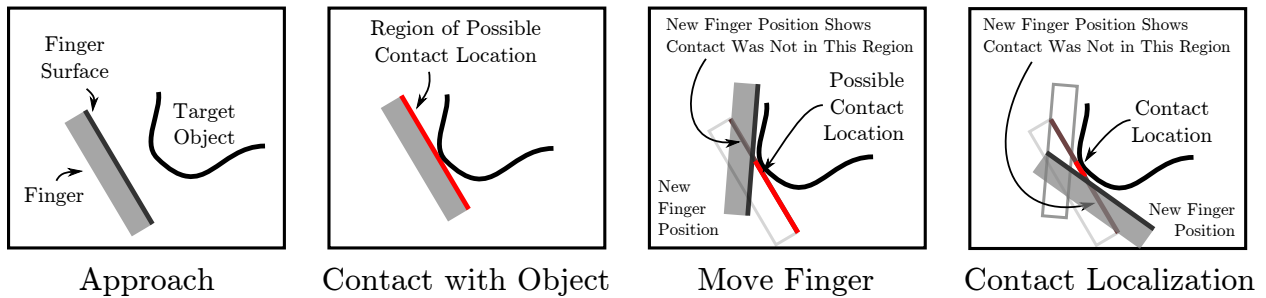 Finger
Surface
Target
Object
Finger
Approach
Region of Possible
Contact Location
Contact with Object
New Finger Position Shows
Contact Was Not in This Region
Possible
Contact
Location
New
Finger
Position
Move Finger
New Finger Position Shows
Contact Was Not in This Region
Contact
Location
New Finger
Position
Contact Localization